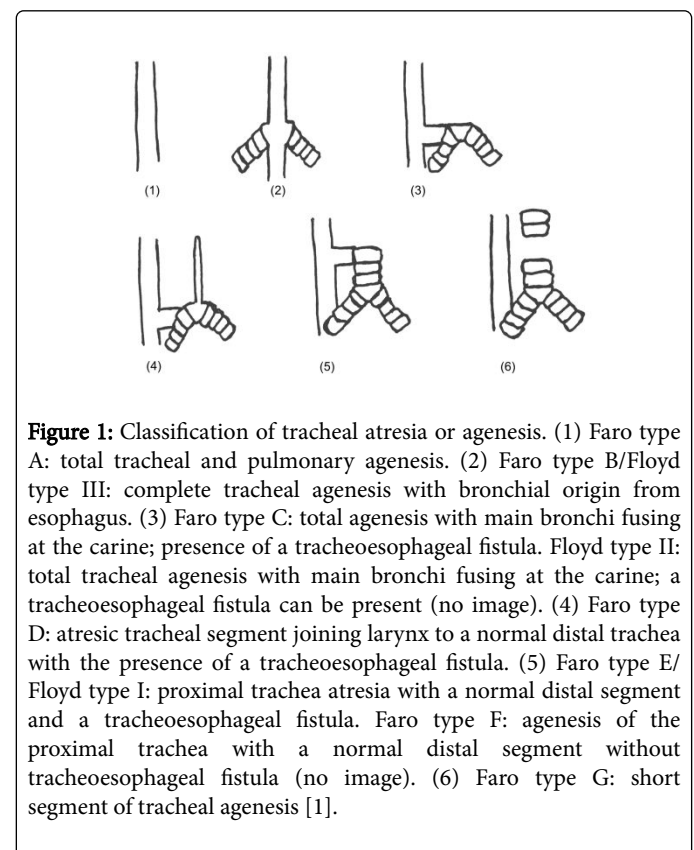 (1)
(2)
(3)
(4)
(5)
(6)
Figure 1: Classification of tracheal atresia or agenesis. (1) Faro type
A: total tracheal and pulmonary agenesis. (2) Faro type B/Floyd
type III: complete tracheal agenesis with bronchial origin from
esophagus. (3) Faro type C: total agenesis with main bronchi fusing
at the carine; presence of a tracheoesophageal fistula. Floyd type II:
total tracheal agenesis with main bronchi fusing at the carine; a
tracheoesophageal fistula can be present (no image). (4) Faro type
D: atresic tracheal segment joining larynx to a normal distal trachea
with the presence of a tracheoesophageal fistula. (5) Faro type E/
Floyd type I: proximal trachea atresia with a normal distal segment
and a tracheoesophageal fistula. Faro type F: agenesis of the
proximal trachea with a normal distal segment without
tracheoesophageal fistula (no image). (6) Faro type G: short
segment of tracheal agenesis [1].